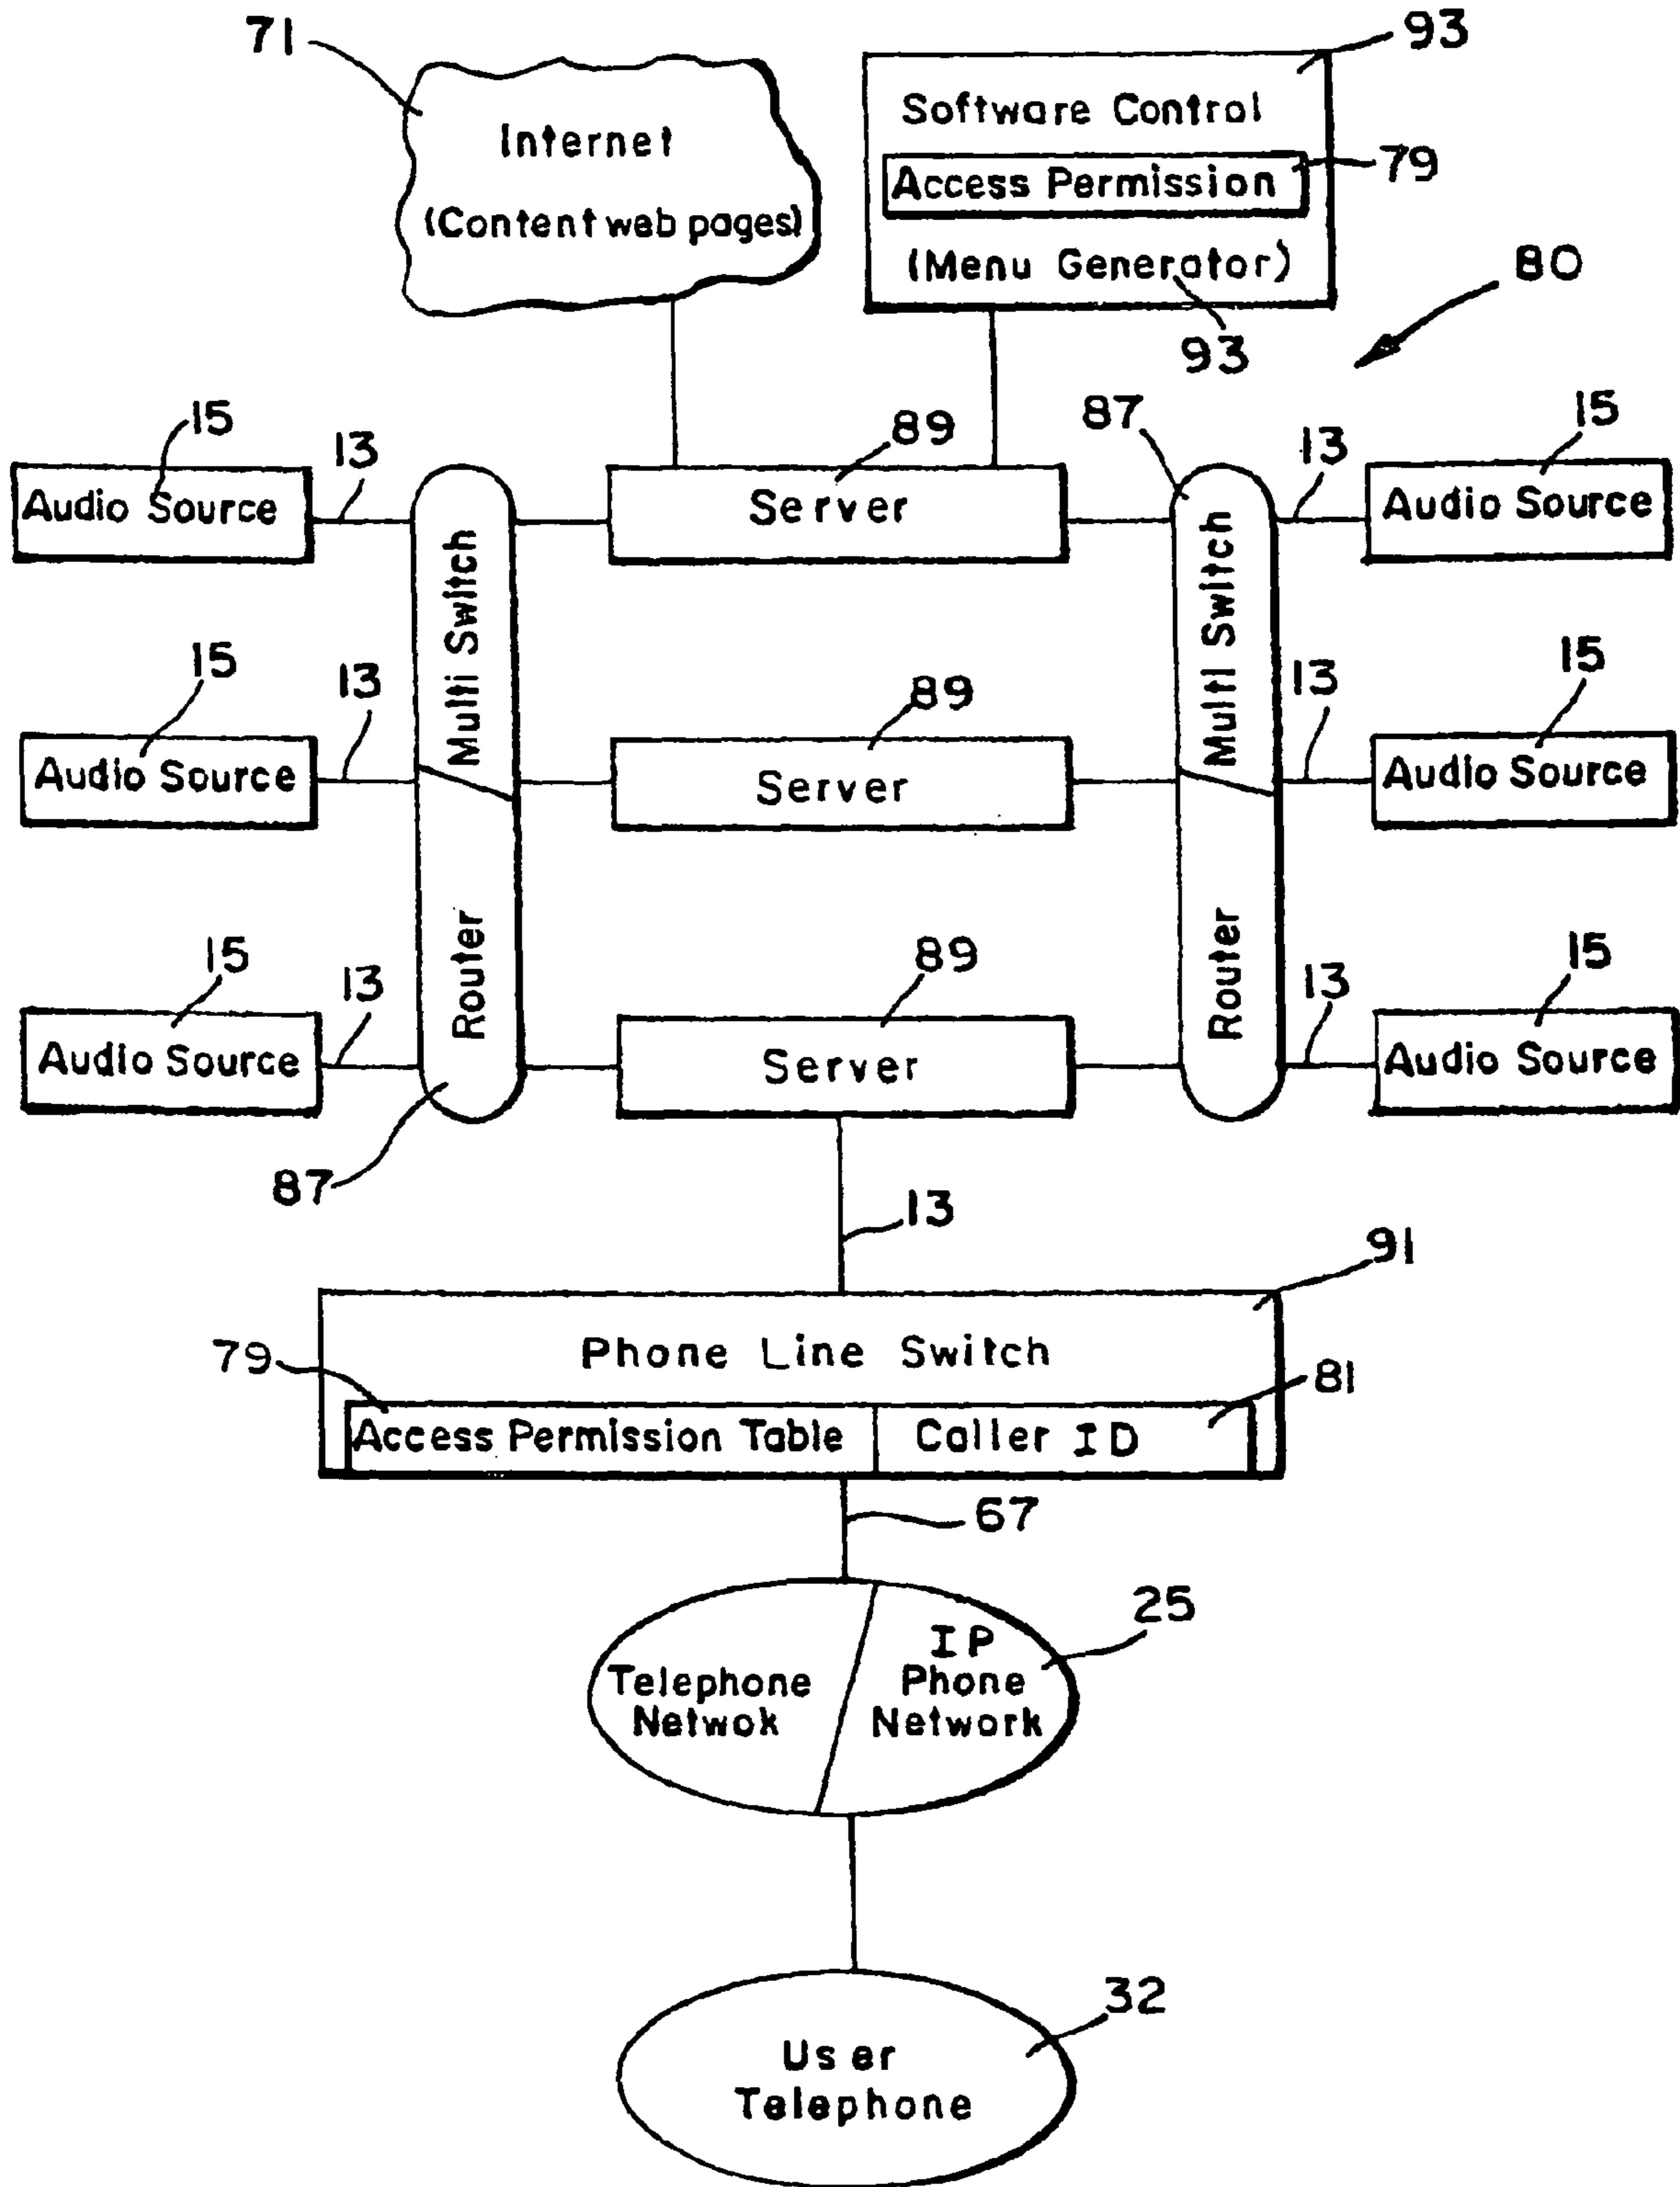 71
Internet
(Content web pages)
93
Software Control
Access Permission
79
(Menu Generator)
93
80
15
13
Audio Source
89
Server
87
13
15
Audio Source
Multi Switch
Multi Switch
15
13
Audio Source
89
Server
13
15
Audio Source
Router
Router
15
13
Audio Source
89
Server
13
15
Audio Source
87
13
91
Phone Line Switch
79
Access Permission Table
Caller ID
81
67
25
Telephone
Netwok
IP
Phone
Network
32
User
Telephone